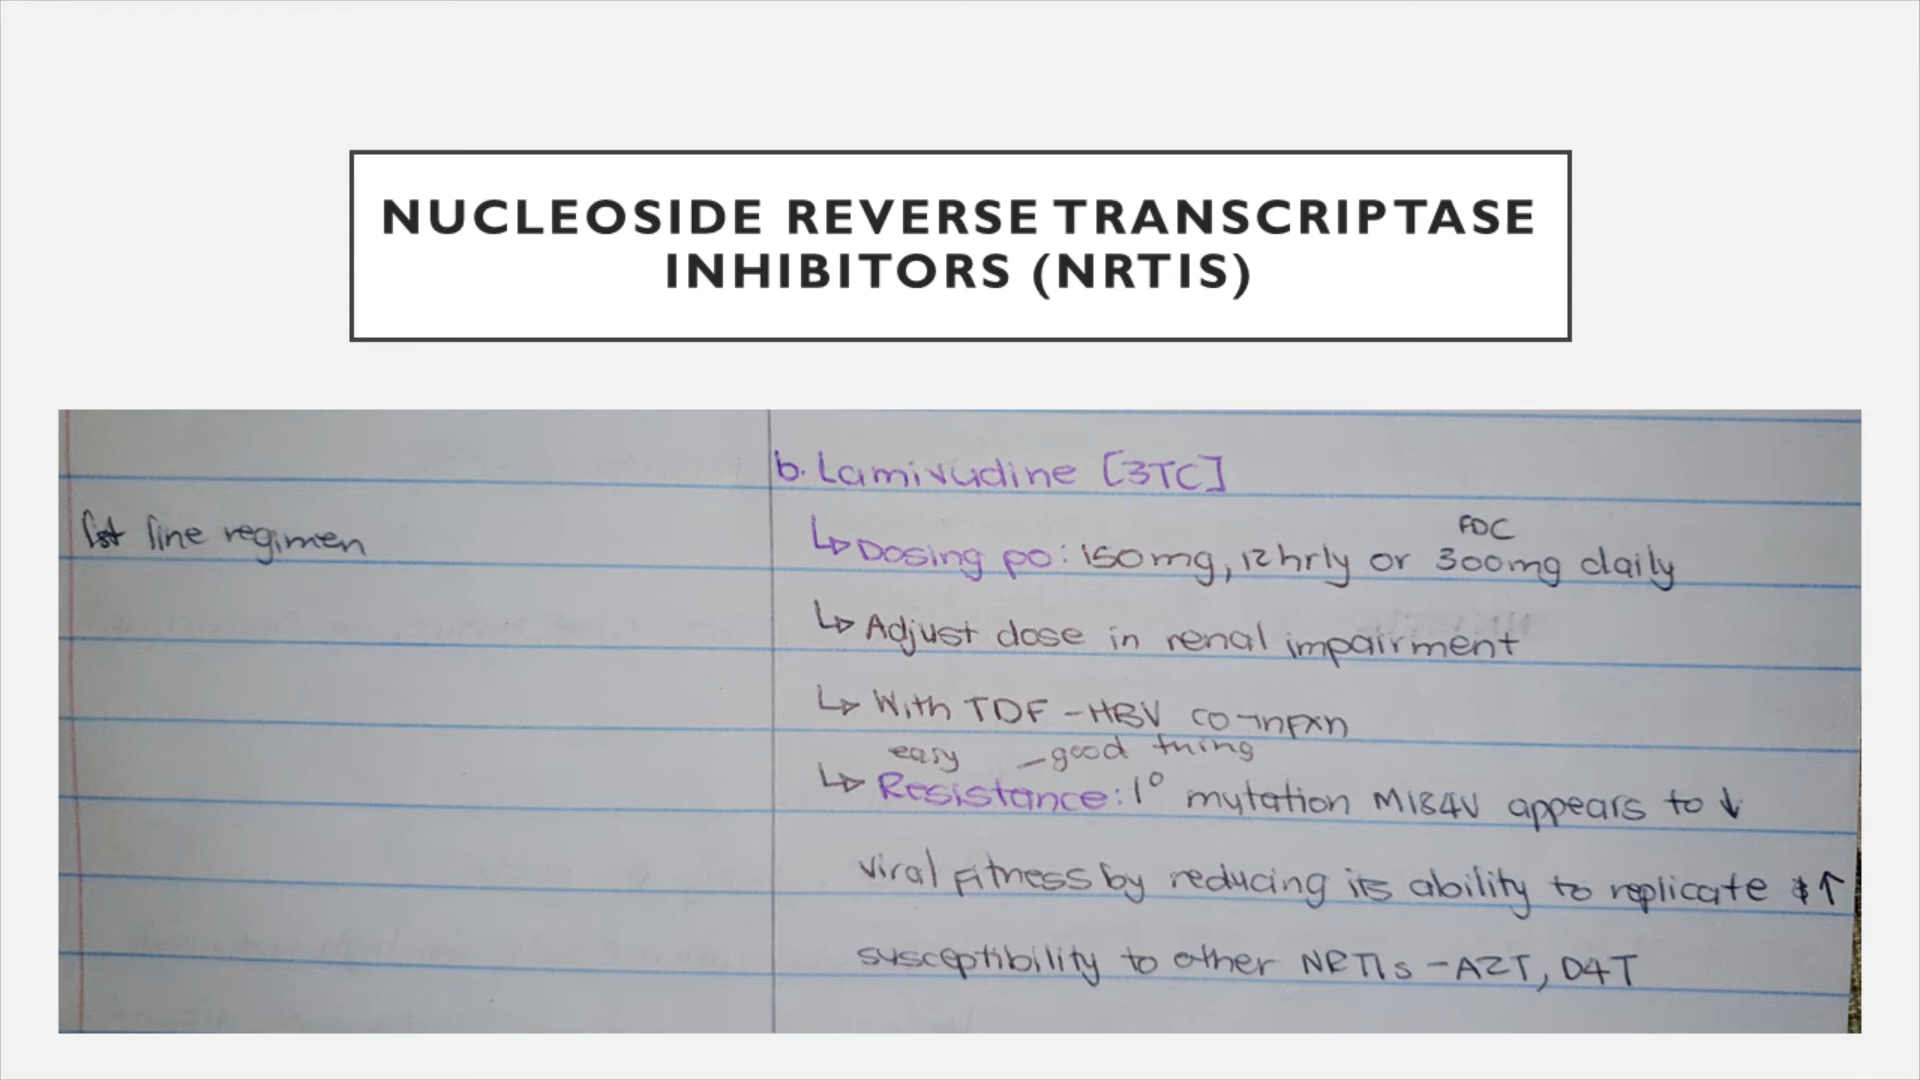 NUCLEOSIDE REVERSE TRANSCRIPTASE
INHIBITORS (NRTIS)
b. Lamivudine [3TC]
1st line regimen
FDC
↳ Dosing po: 150mg, 12hrly or 300mg daily
↳ Adjust dose in renal impairment
↳ With TDF - HBV co-infxn
easy - good thing
↳ Resistance: 1° mutation M184V appears to ↓
viral fitness by reducing its ability to replicate & ↑
susceptibility to other NRTIs - AZT, D4T